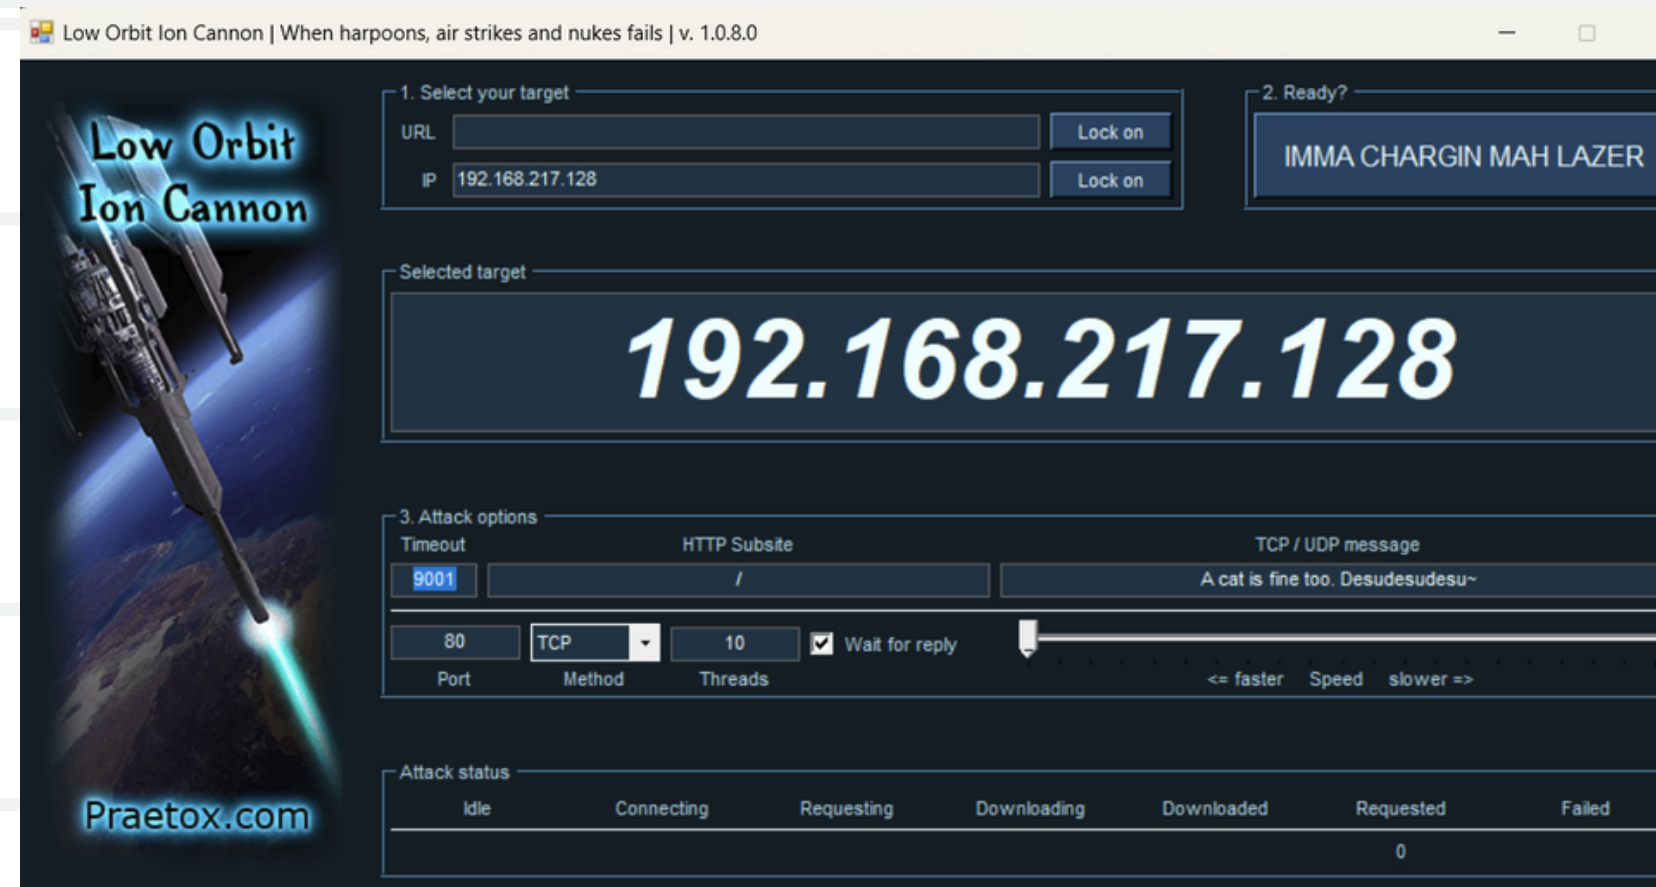 Low Orbit Ion Cannon | When harpoons, air strikes and nukes fails | v. 1.0.8.0
Low Orbit
Ion Cannon
Praetox.com
1. Select your target
URL
Lock on
IP 192.168.217.128
Lock on
2. Ready?
IMMA CHARGIN MAH LAZER
Selected target
192.168.217.128
3. Attack options
Timeout HTTP Subsite TCP / UDP message
9001 / A cat is fine too. Desudesudesu~
80 TCP 10 Wait for reply
Port Method Threads <= faster Speed slower =>
Attack status
Idle Connecting Requesting Downloading Downloaded Requested Failed
0